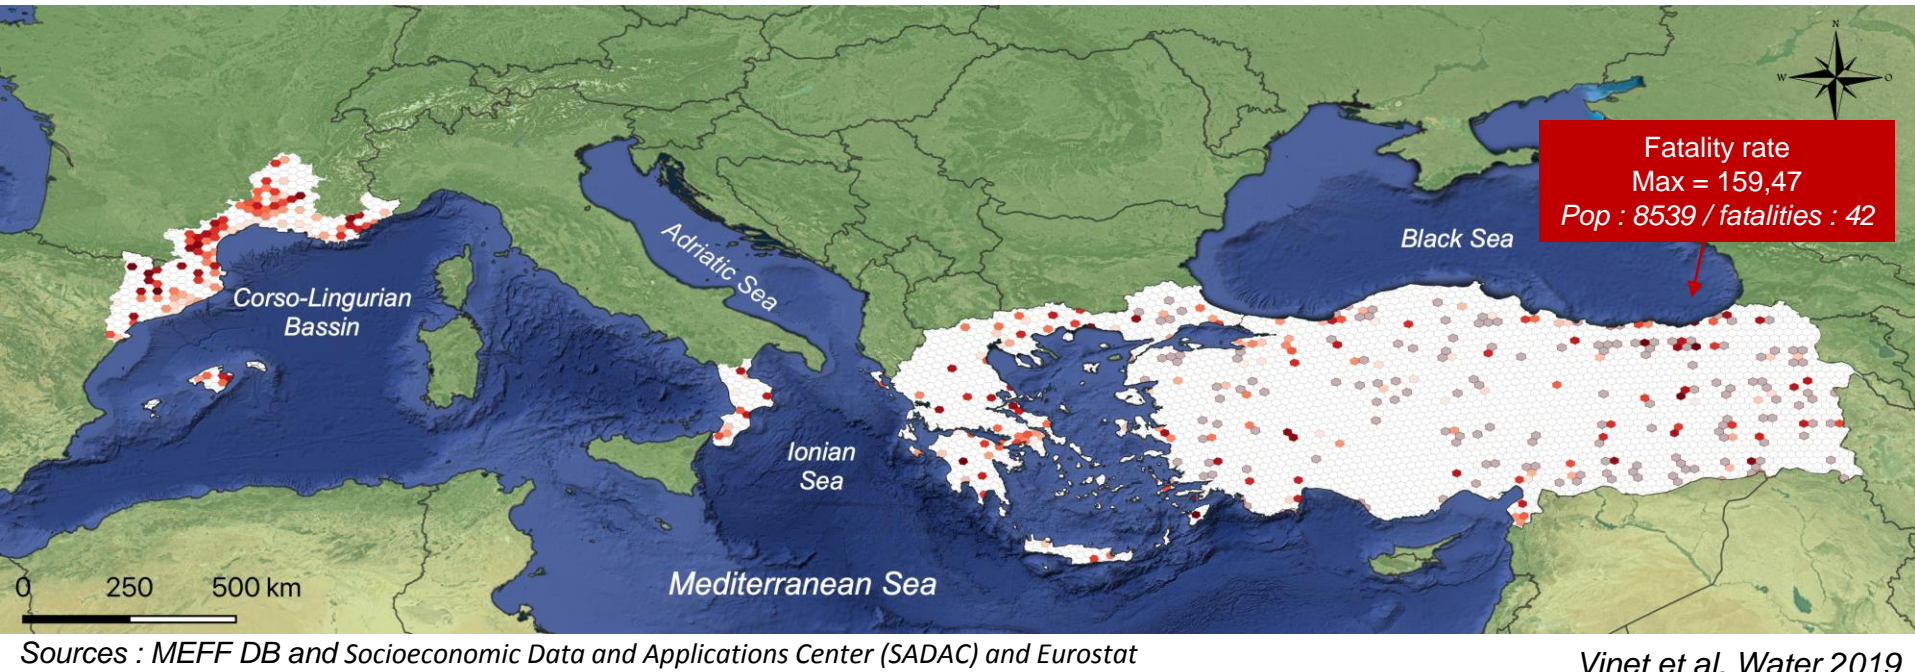 N
W
O
Fatality rate
Max = 159,47
Pop : 8539 / fatalities : 42
Black Sea
Adriatic Sea
Corso-Lingurian
Bassin
Ionian
Sea
Mediterranean Sea
0 250 500 km
Sources : MEFF DB and Socioeconomic Data and Applications Center (SADAC) and Eurostat
Vinet et al. Water 2019